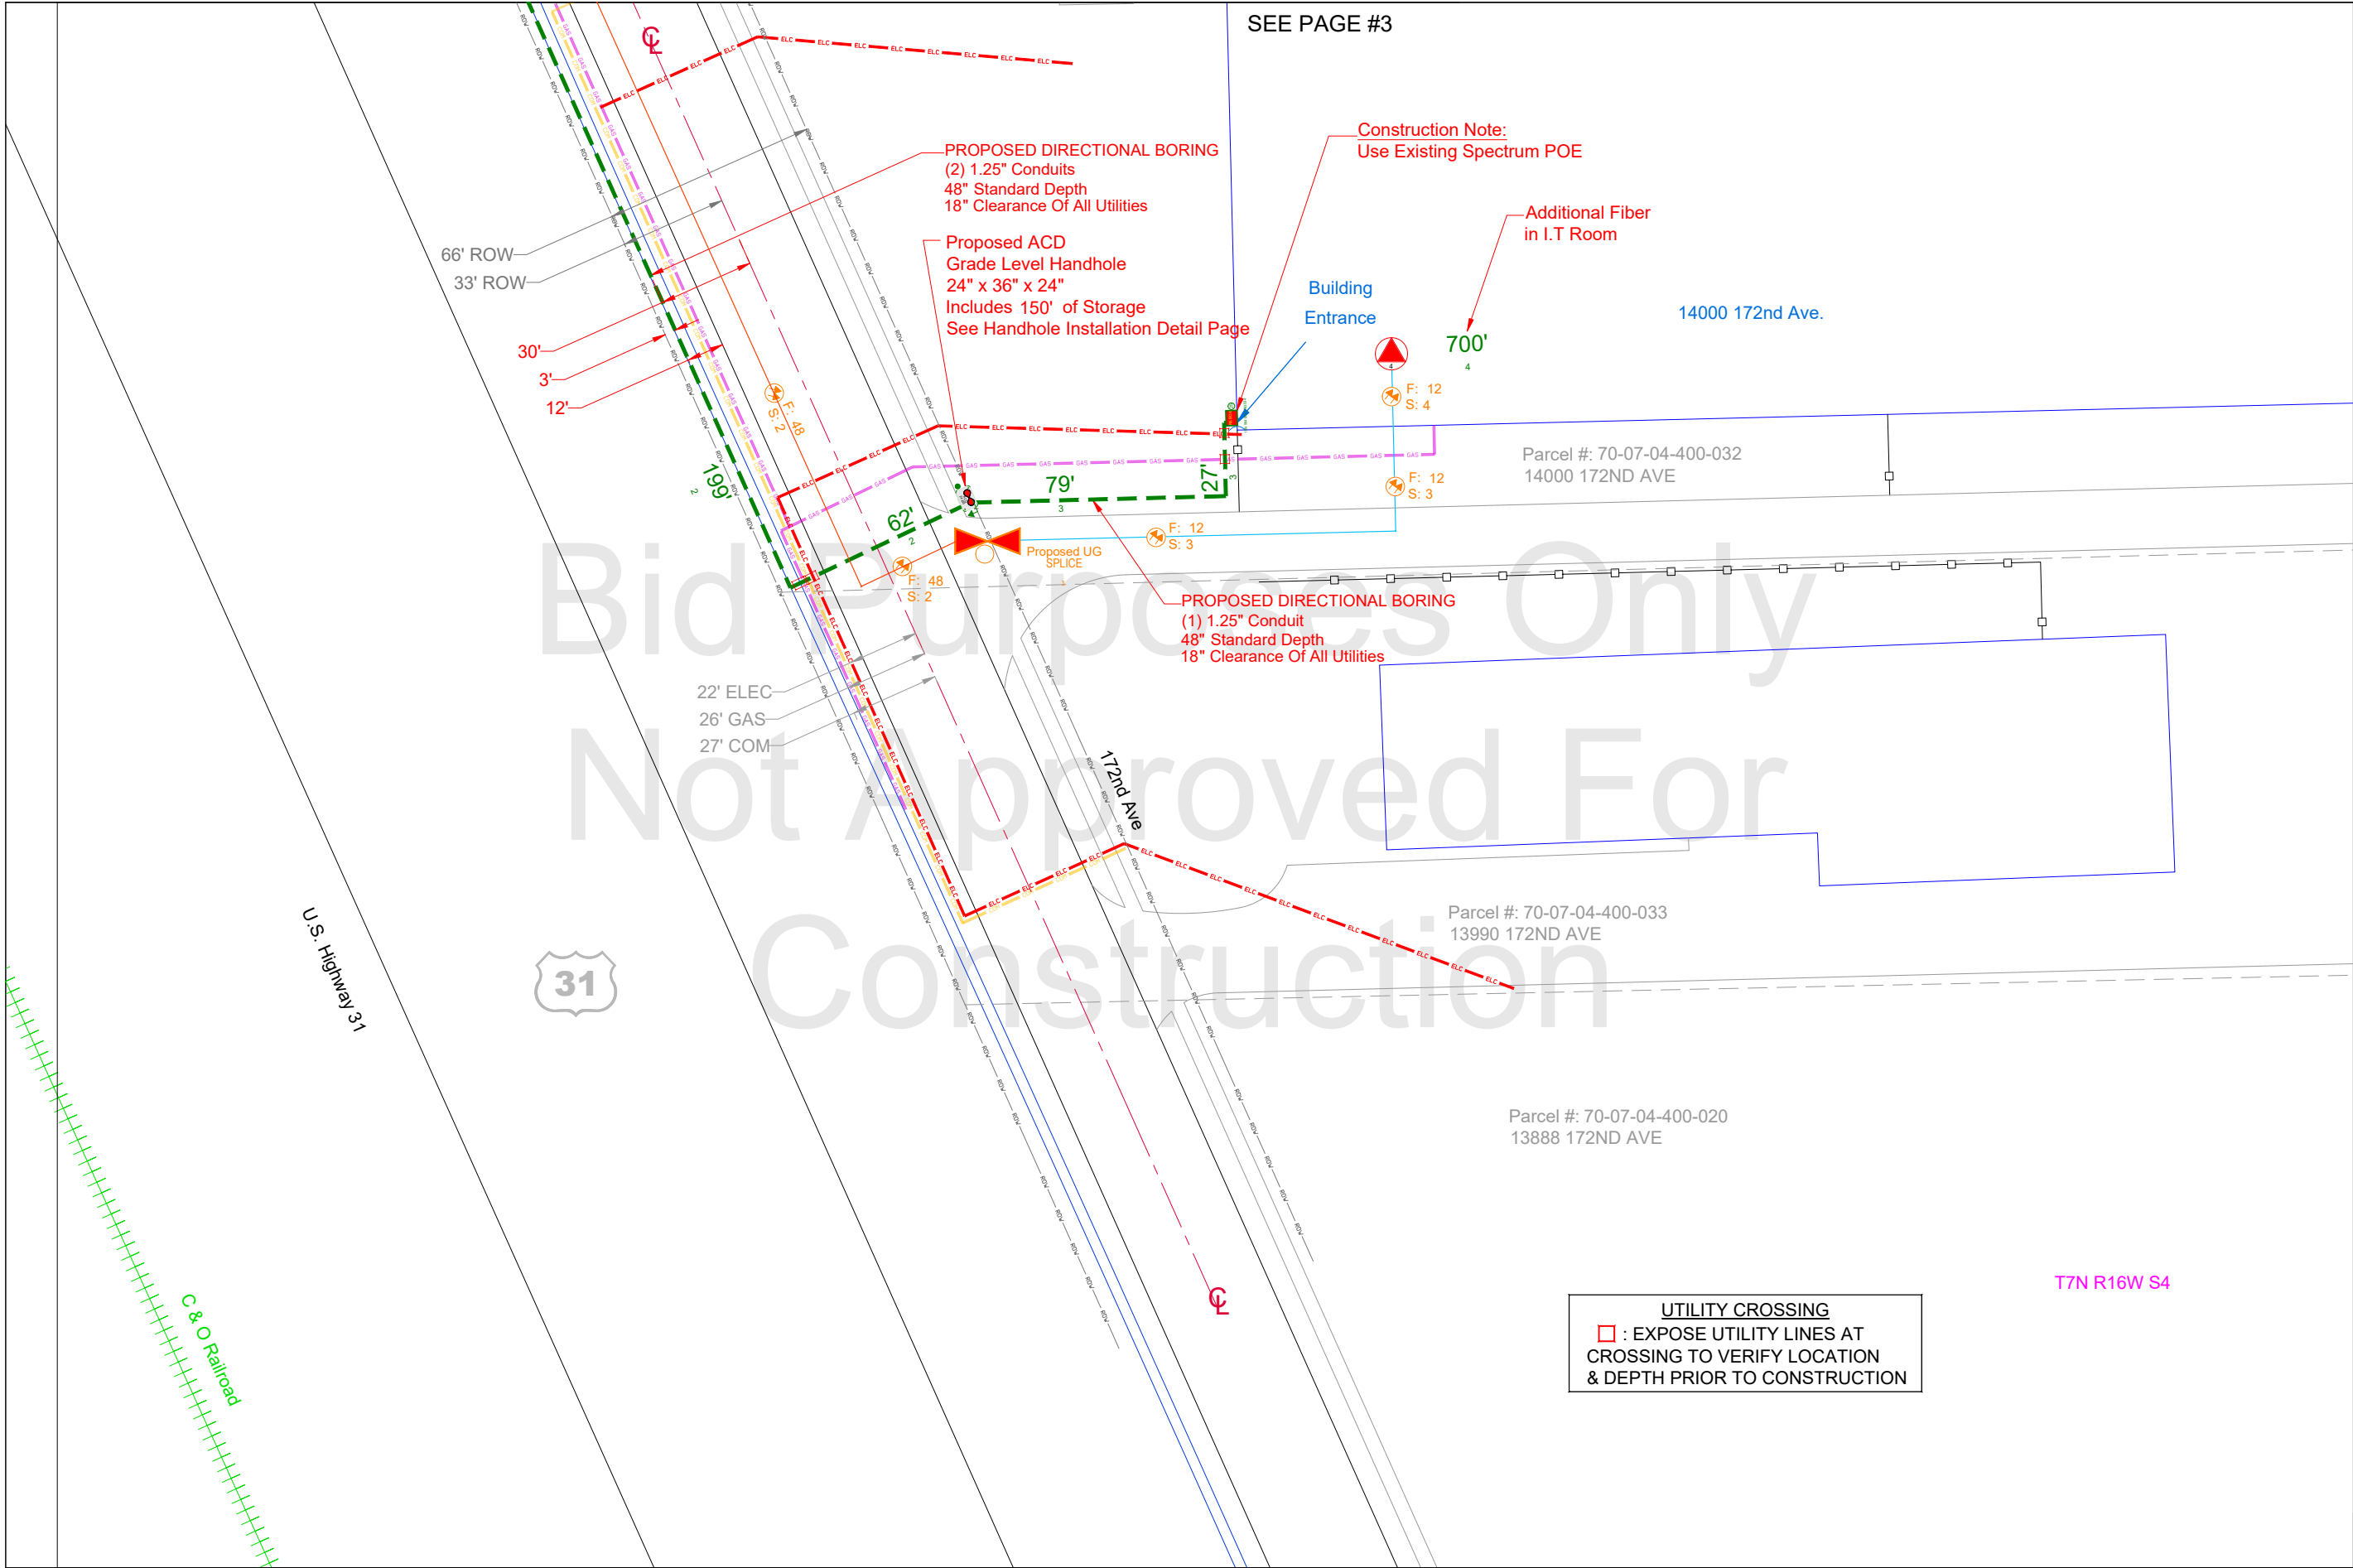 SEE PAGE #3
Construction Note:
Use Existing Spectrum POE
PROPOSED DIRECTIONAL BORING
(2) 1.25" Conduits
48" Standard Depth
18" Clearance Of All Utilities
Additional Fiber
in I.T Room
Proposed ACD
Grade Level Handhole
24" x 36" x 24"
Includes 150' of Storage
See Handhole Installation Detail Page
66' ROW
33' ROW
Building
Entrance
14000 172nd Ave.
30'
3'
12'
700'
4
4
F: 12
S: 4
F: 48
S: 2
Parcel #: 70-07-04-400-032
14000 172ND AVE
199'
2
79'
3
27'
3
F: 12
S: 3
62'
2
F: 12
S: 3
Proposed UG
SPLICE
1
F: 48
S: 2
PROPOSED DIRECTIONAL BORING
(1) 1.25" Conduit
48" Standard Depth
18" Clearance Of All Utilities
Bid Purposes Only
Not Approved For
Construction
22' ELEC
26' GAS
27' COM
172nd Ave
U.S. Highway 31
31
Parcel #: 70-07-04-400-033
13990 172ND AVE
Parcel #: 70-07-04-400-020
13888 172ND AVE
T7N R16W S4
C & O Railroad
UTILITY CROSSING
: EXPOSE UTILITY LINES AT
CROSSING TO VERIFY LOCATION
& DEPTH PRIOR TO CONSTRUCTION